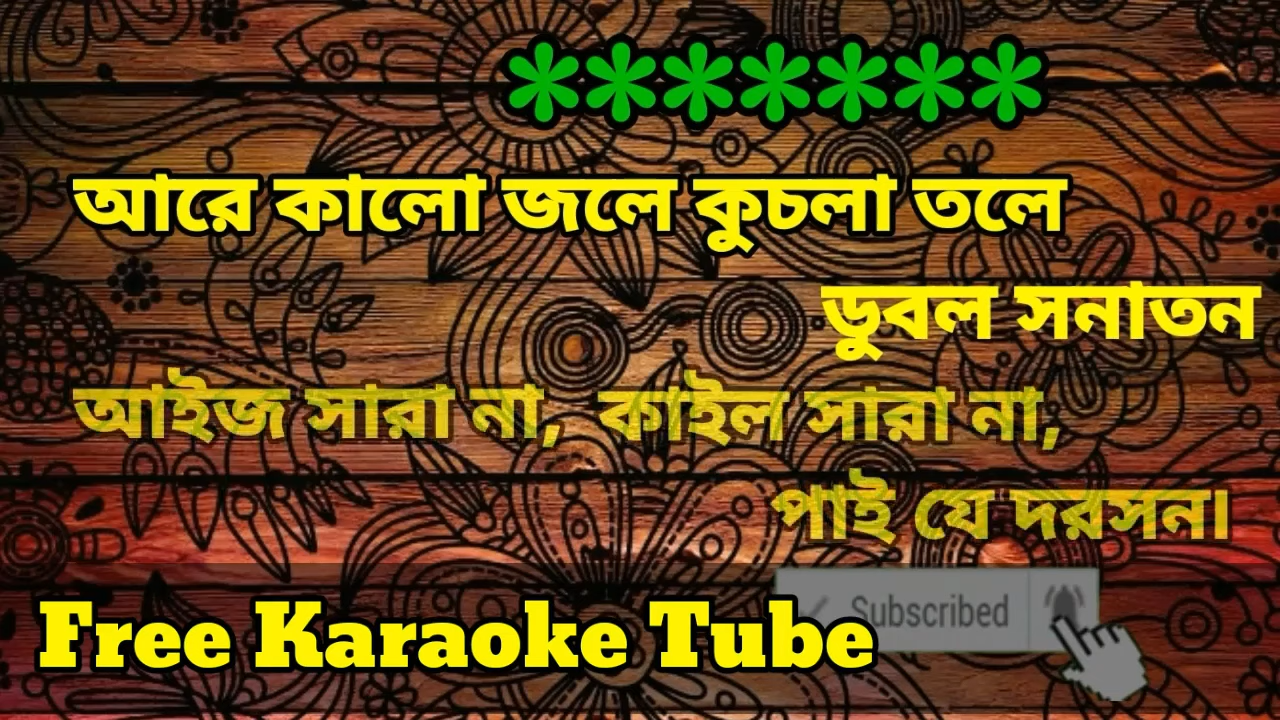 *******
আরে কালো জলে কুচলা তলে
ডুবল সনাতন
আইজ সারা না, কাইল সারা না,
পাই যে দরসন।
Subscribed
Free Karaoke Tube